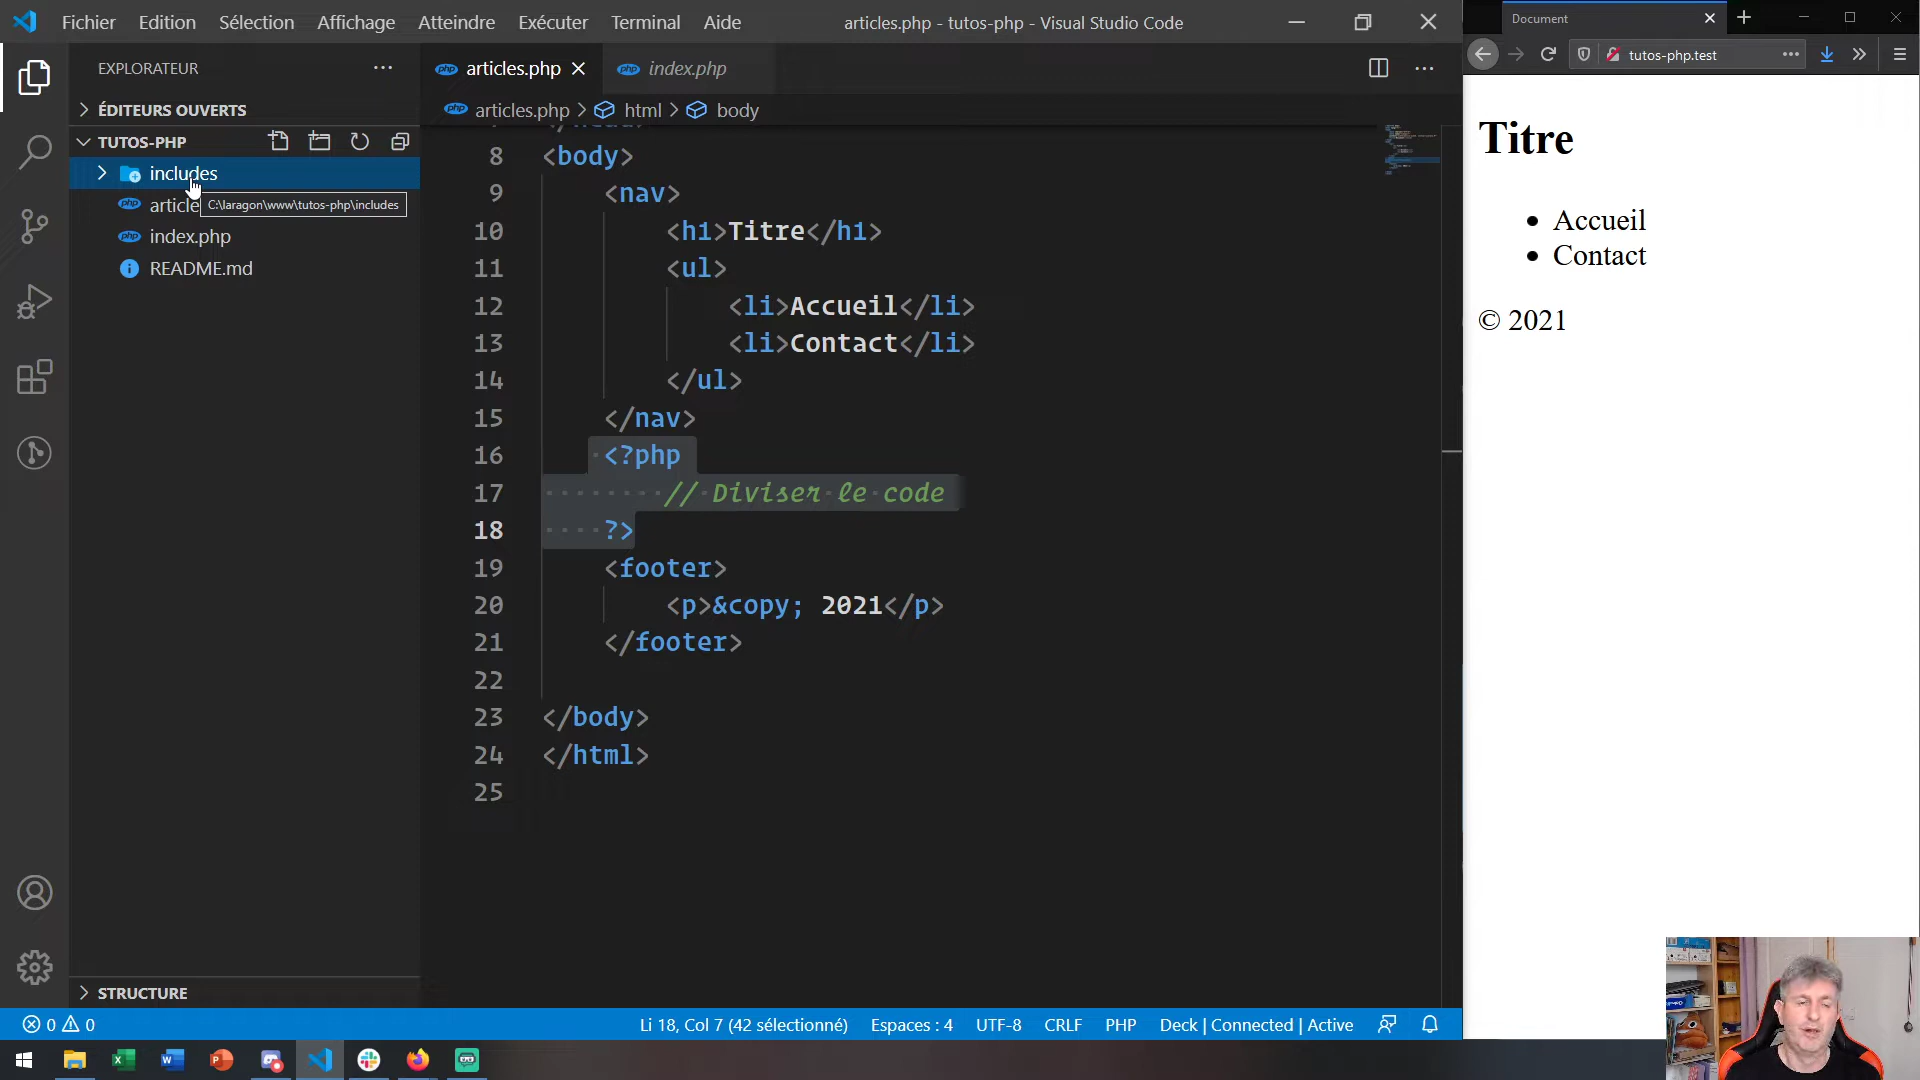 Fichier Edition Sélection Affichage Atteindre Exécuter Terminal Aide
articles.php - tutos-php - Visual Studio Code
EXPLORATEUR
ÉDITEURS OUVERTS
TUTOS-PHP
includes
C:\laragon\www\tutos-php\includes
article
index.php
README.md
STRUCTURE
articles.php
index.php
articles.php > html > body
8 <body>
9 <nav>
10 <h1>Titre</h1>
11 <ul>
12 <li>Accueil</li>
13 <li>Contact</li>
14 </ul>
15 </nav>
16 <?php
17 // Diviser le code
18 ?>
19 <footer>
20 <p>&copy; 2021</p>
21 </footer>
22
23 </body>
24 </html>
25
0 0
Li 18, Col 7 (42 sélectionné) Espaces : 4 UTF-8 CRLF PHP Deck | Connected | Active
Document
tutos-php.test
Titre
• Accueil
• Contact
© 2021